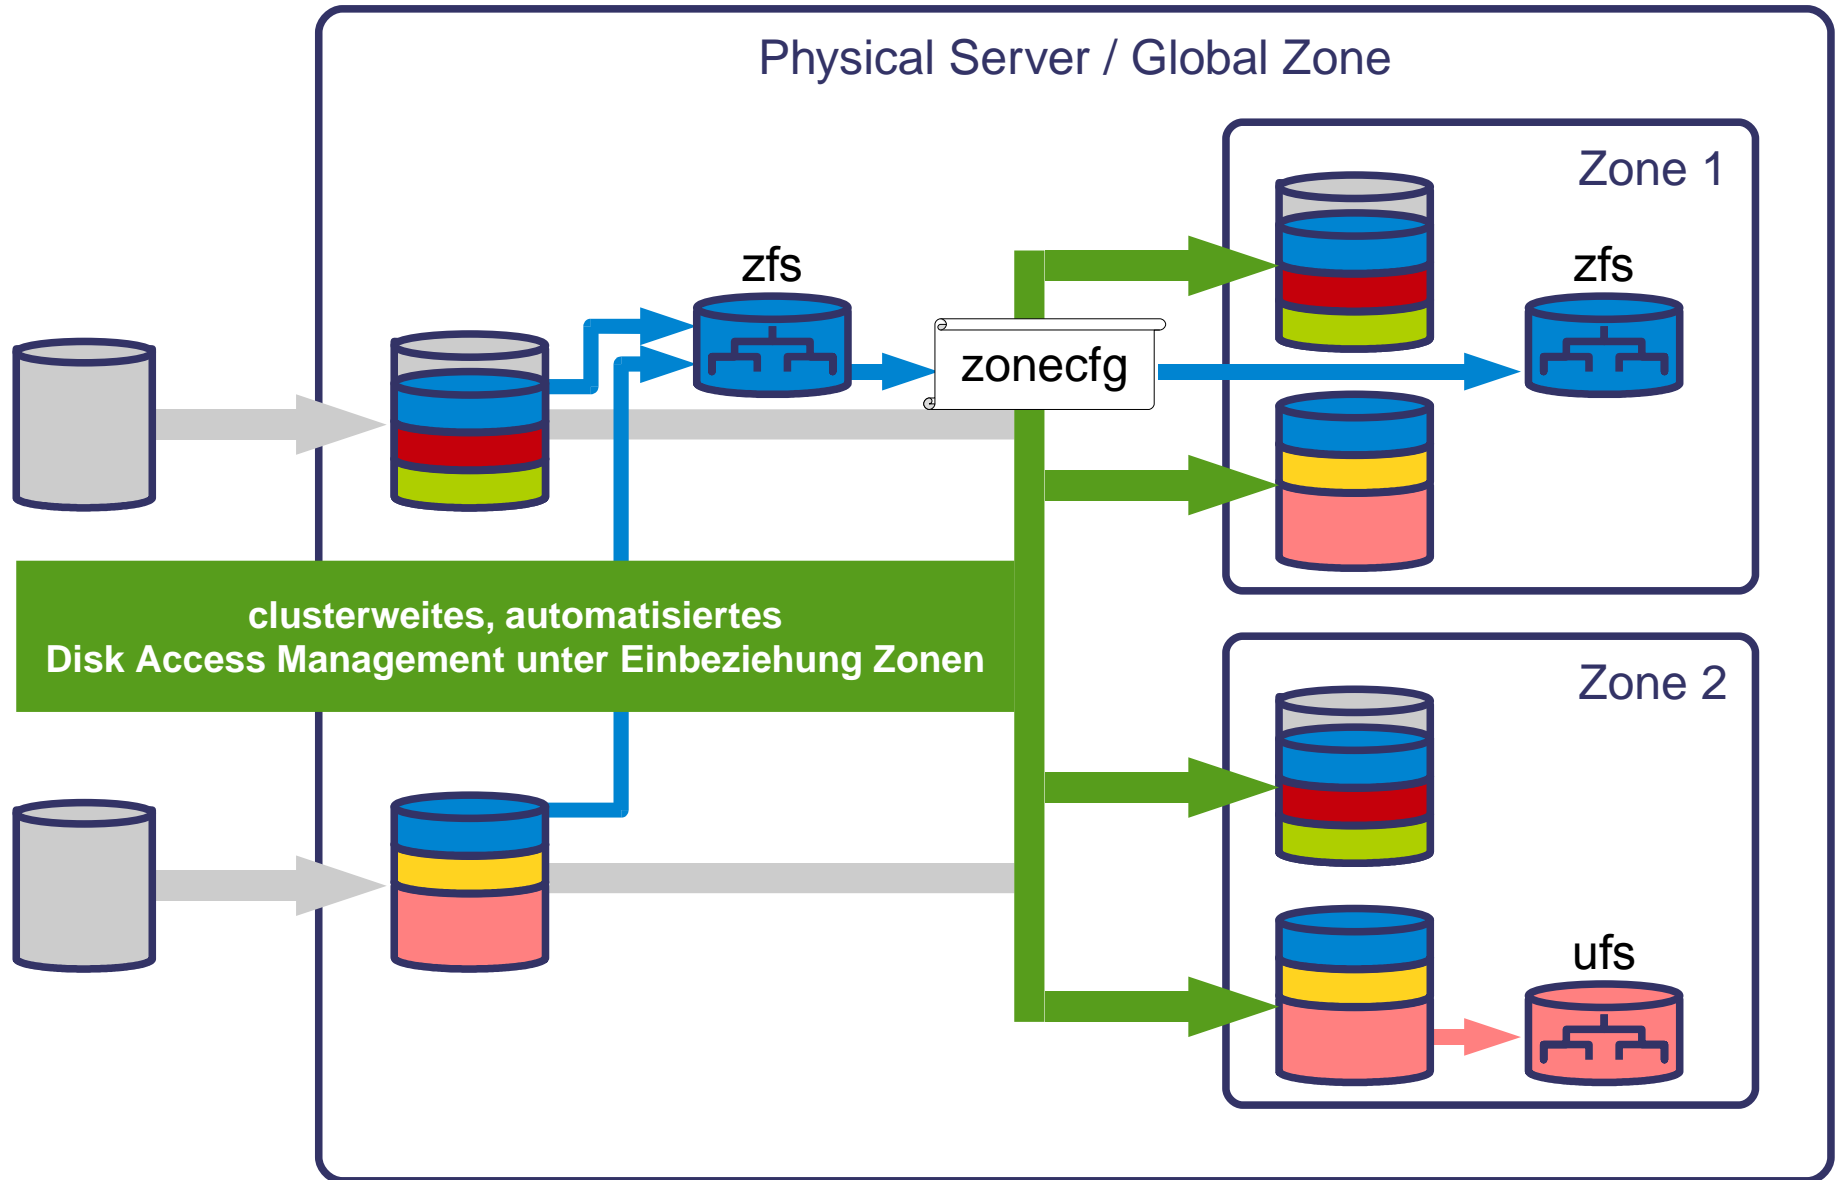 Physical Server / Global Zone
Zone 1
zfs
zfs
zonecfg
clusterweites, automatisiertes
Disk Access Management unter Einbeziehung Zonen
Zone 2
ufs